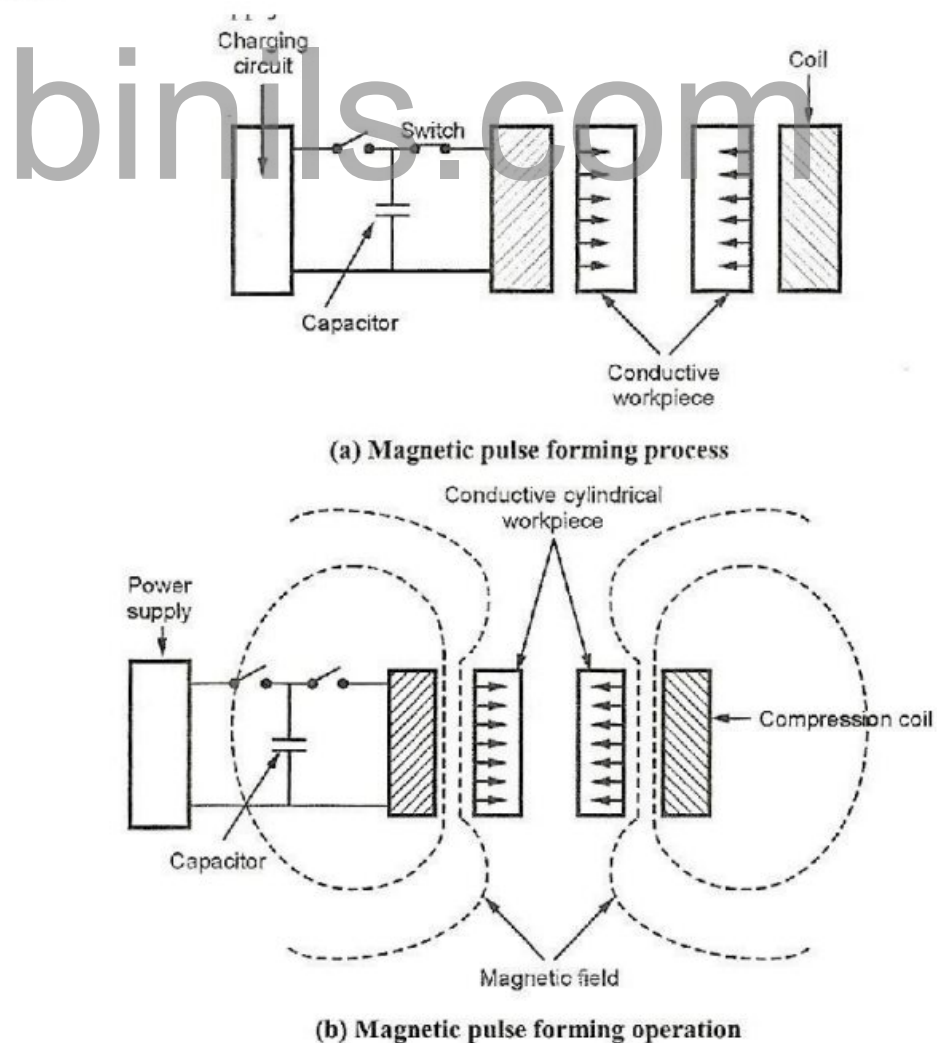 Charging
circuit
Coil
binils.com
Switch
Capacitor
Conductive
workpiece
(a) Magnetic pulse forming process
Conductive cylindrical
workpiece
Power
supply
Compression coil
Capacitor
Magnetic field
(b) Magnetic pulse forming operation